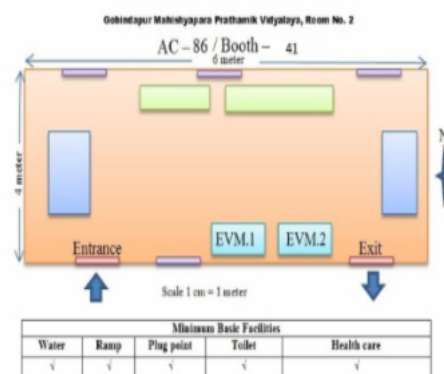 Gobindapur Mahishyapara Prathamik Vidyalaya, Room No. 2
AC – 86 / Booth – 41
6 meter
4 meter
N
EVM.1 EVM.2
Entrance Exit
Scale 1 cm = 1 meter
Minimum Basic Facilities
Water Ramp Plug point Toilet Health care
√ √ √ √ √